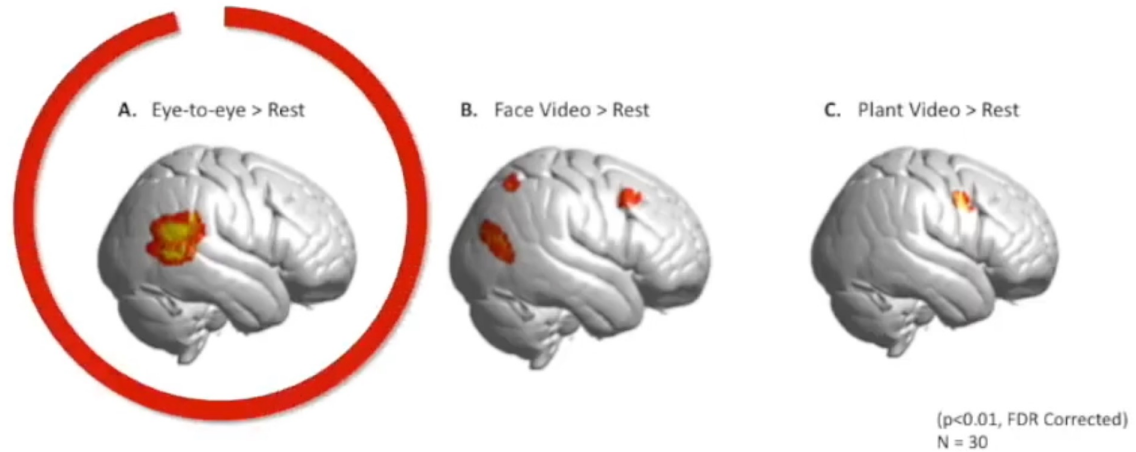 A. Eye-to-eye > Rest
B. Face Video > Rest
C. Plant Video > Rest
(p<0.01, FDR Corrected)
N = 30